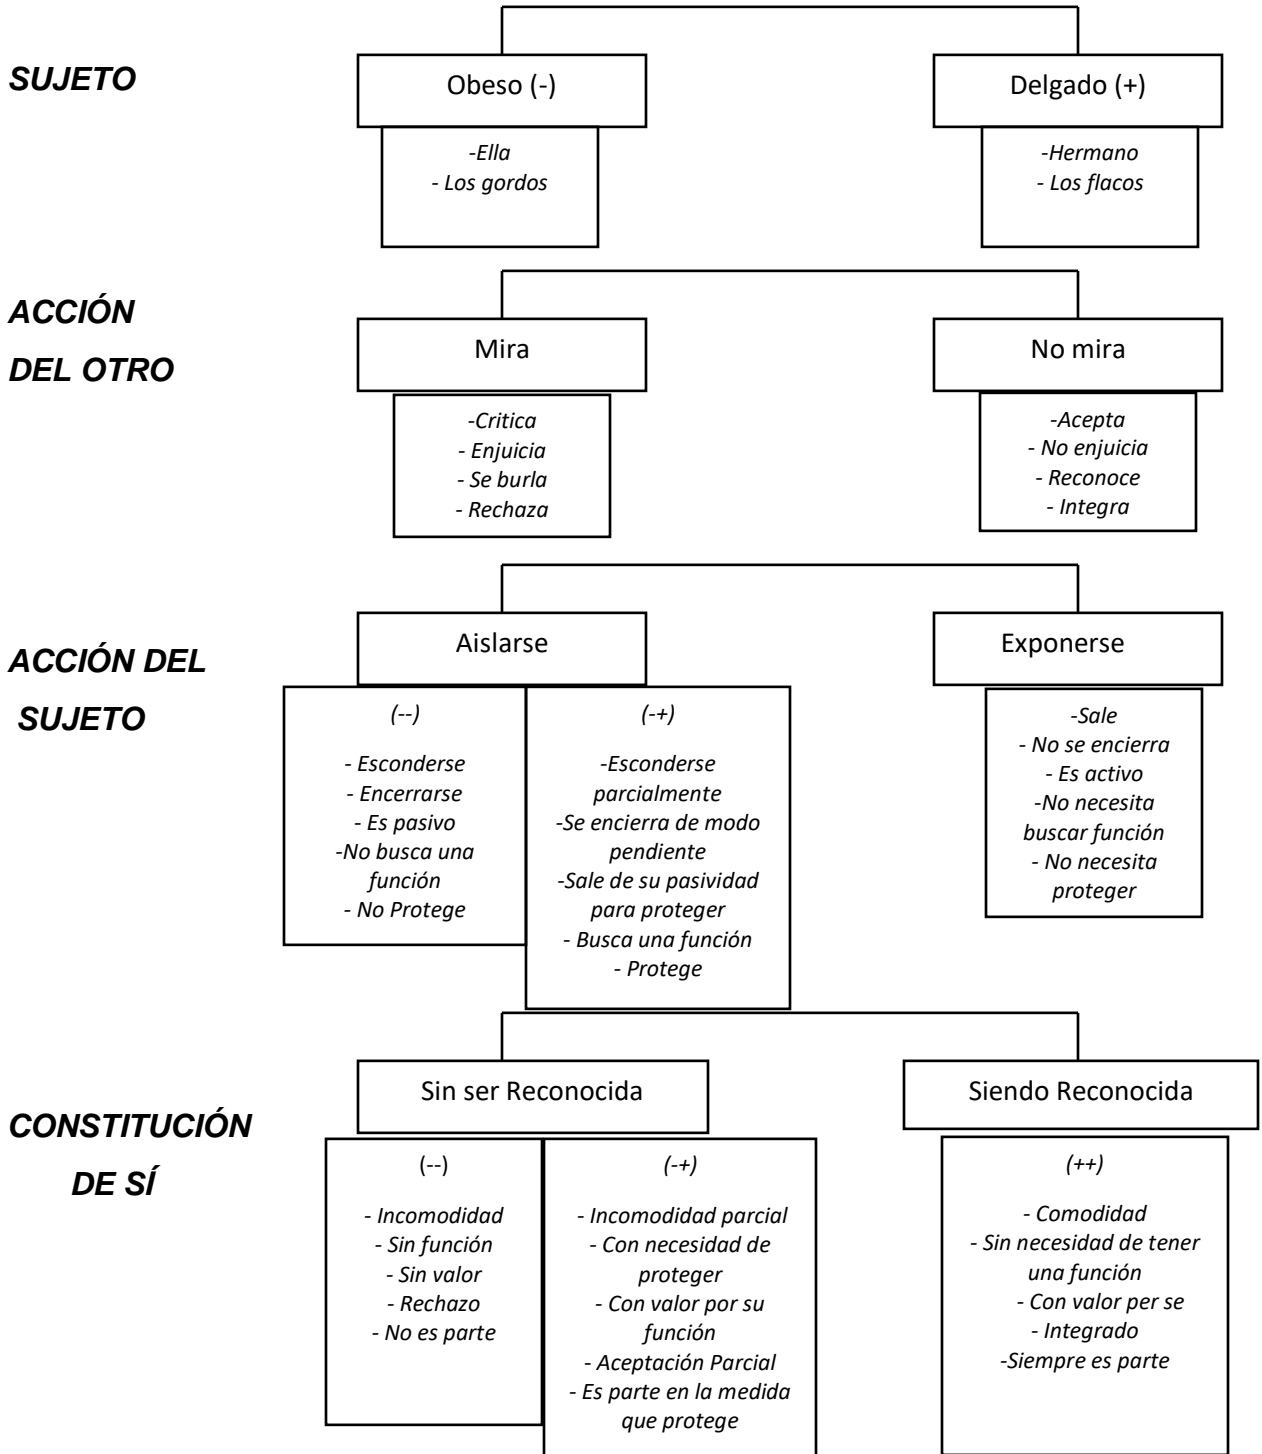 SUJETO
Obeso (-)
Delgado (+)
-Ella
- Los gordos
-Hermano
- Los flacos
ACCIÓN
DEL OTRO
Mira
No mira
-Critica
- Enjuicia
- Se burla
- Rechaza
-Acepta
- No enjuicia
- Reconoce
- Integra
ACCIÓN DEL
SUJETO
Aislarse
Exponerse
(--)
- Esconderse
- Encerrarse
- Es pasivo
-No busca una
función
- No Protege
(-+)
-Esconderse
parcialmente
-Se encierra de modo
pendiente
-Sale de su pasividad
para proteger
- Busca una función
- Protege
-Sale
- No se encierra
- Es activo
-No necesita
buscar función
- No necesita
proteger
CONSTITUCIÓN
DE SÍ
Sin ser Reconocida
Siendo Reconocida
(--)
- Incomodidad
- Sin función
- Sin valor
- Rechazo
- No es parte
(-+)
- Incomodidad parcial
- Con necesidad de
proteger
- Con valor por su
función
- Aceptación Parcial
- Es parte en la medida
que protege
(++)
- Comodidad
- Sin necesidad de tener
una función
- Con valor per se
- Integrado
-Siempre es parte